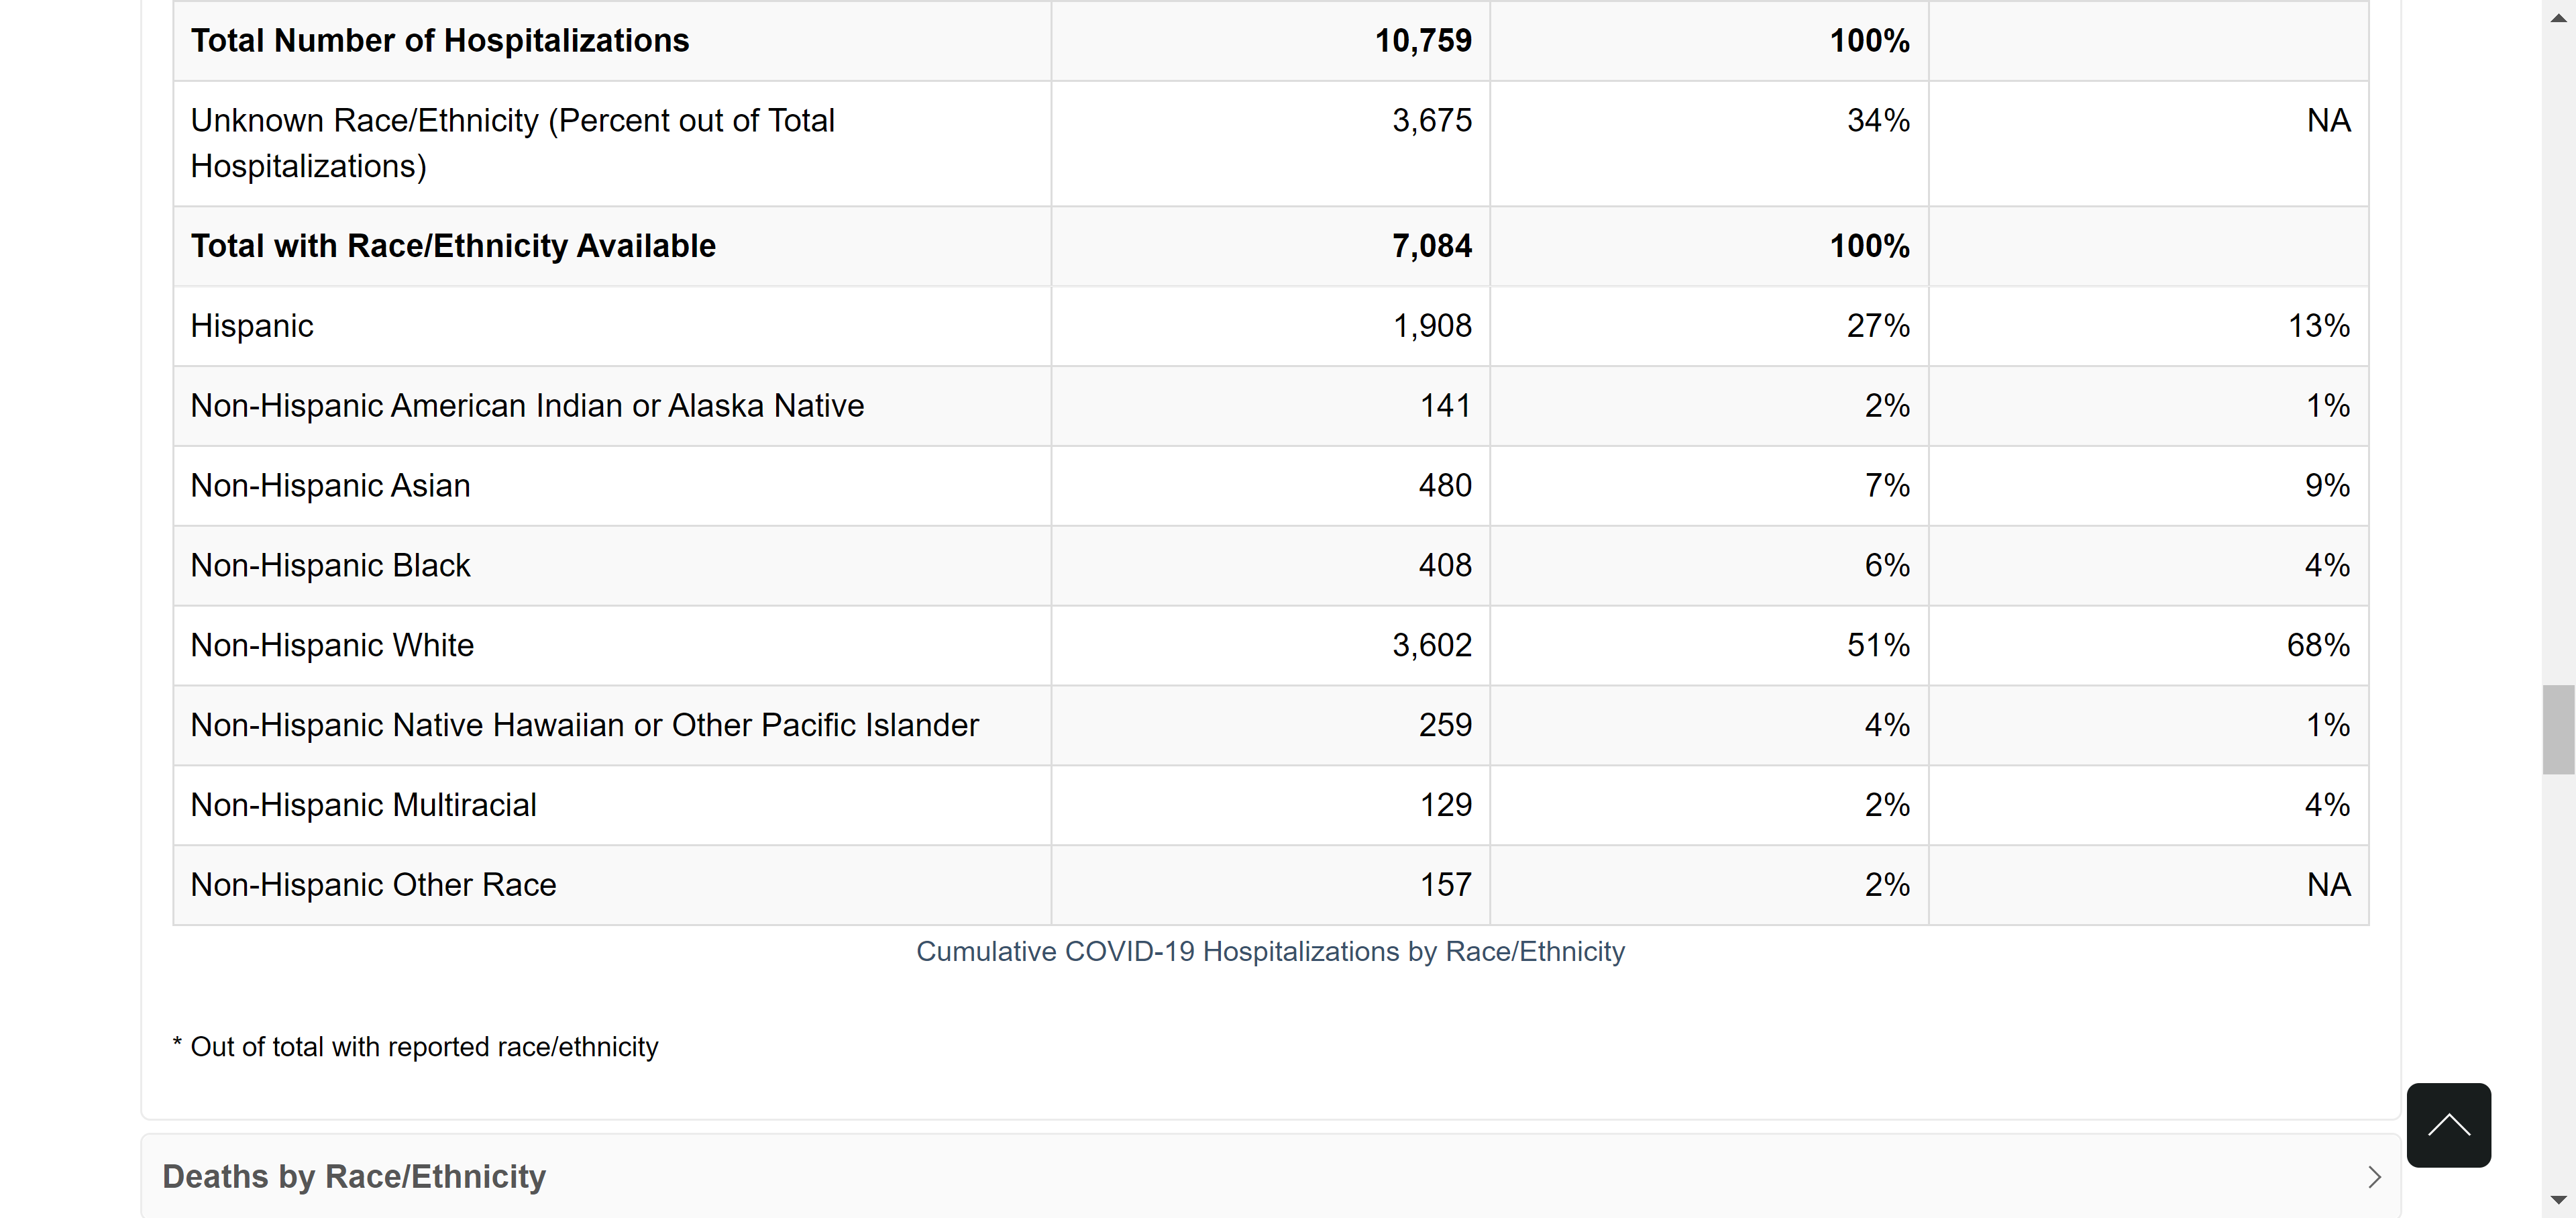 Total Number of Hospitalizations 10,759 100%
Unknown Race/Ethnicity (Percent out of Total 3,675 34% NA
Hospitalizations)
Total with Race/Ethnicity Available 7,084 100%
Hispanic 1,908 27% 13%
Non-Hispanic American Indian or Alaska Native 141 2% 1%
Non-Hispanic Asian 480 7% 9%
Non-Hispanic Black 408 6% 4%
Non-Hispanic White 3,602 51% 68%
Non-Hispanic Native Hawaiian or Other Pacific Islander 259 4% 1%
Non-Hispanic Multiracial 129 2% 4%
Non-Hispanic Other Race 157 2% NA
Cumulative COVID-19 Hospitalizations by Race/Ethnicity
* Out of total with reported race/ethnicity
Deaths by Race/Ethnicity